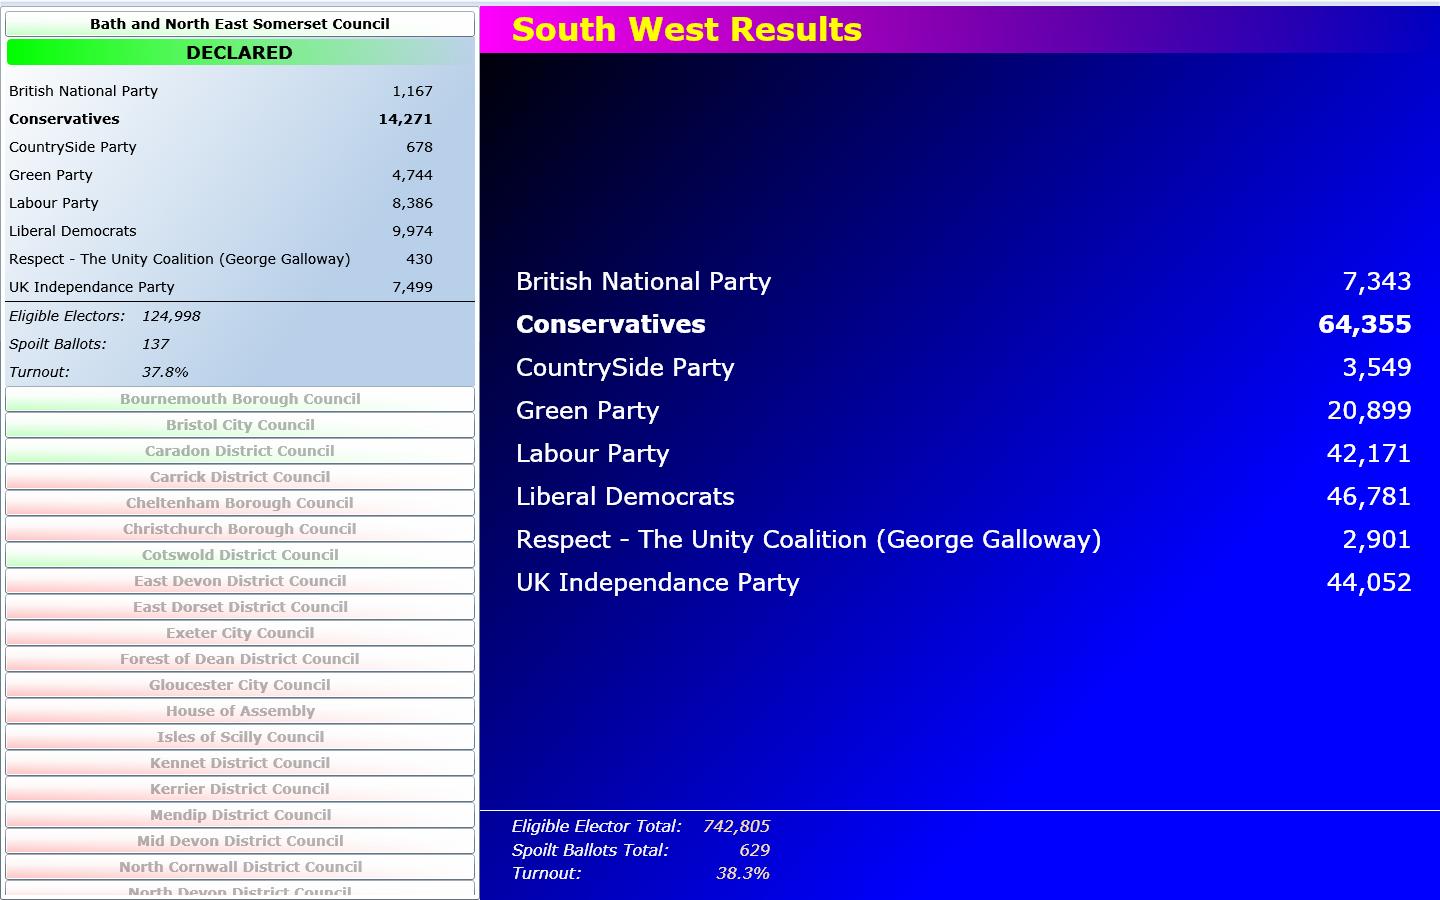 Bath and North East Somerset Council
DECLARED
British National Party 1,167
Conservatives 14,271
CountrySide Party 678
Green Party 4,744
Labour Party 8,386
Liberal Democrats 9,974
Respect - The Unity Coalition (George Galloway) 430
UK Independance Party 7,499
Eligible Electors: 124,998
Spoilt Ballots: 137
Turnout: 37.8%
Bournemouth Borough Council
Bristol City Council
Caradon District Council
Carrick District Council
Cheltenham Borough Council
Christchurch Borough Council
Cotswold District Council
East Devon District Council
East Dorset District Council
Exeter City Council
Forest of Dean District Council
Gloucester City Council
House of Assembly
Isles of Scilly Council
Kennet District Council
Kerrier District Council
Mendip District Council
Mid Devon District Council
North Cornwall District Council
North Devon District Council
South West Results
British National Party 7,343
Conservatives 64,355
CountrySide Party 3,549
Green Party 20,899
Labour Party 42,171
Liberal Democrats 46,781
Respect - The Unity Coalition (George Galloway) 2,901
UK Independance Party 44,052
Eligible Elector Total: 742,805
Spoilt Ballots Total: 629
Turnout: 38.3%